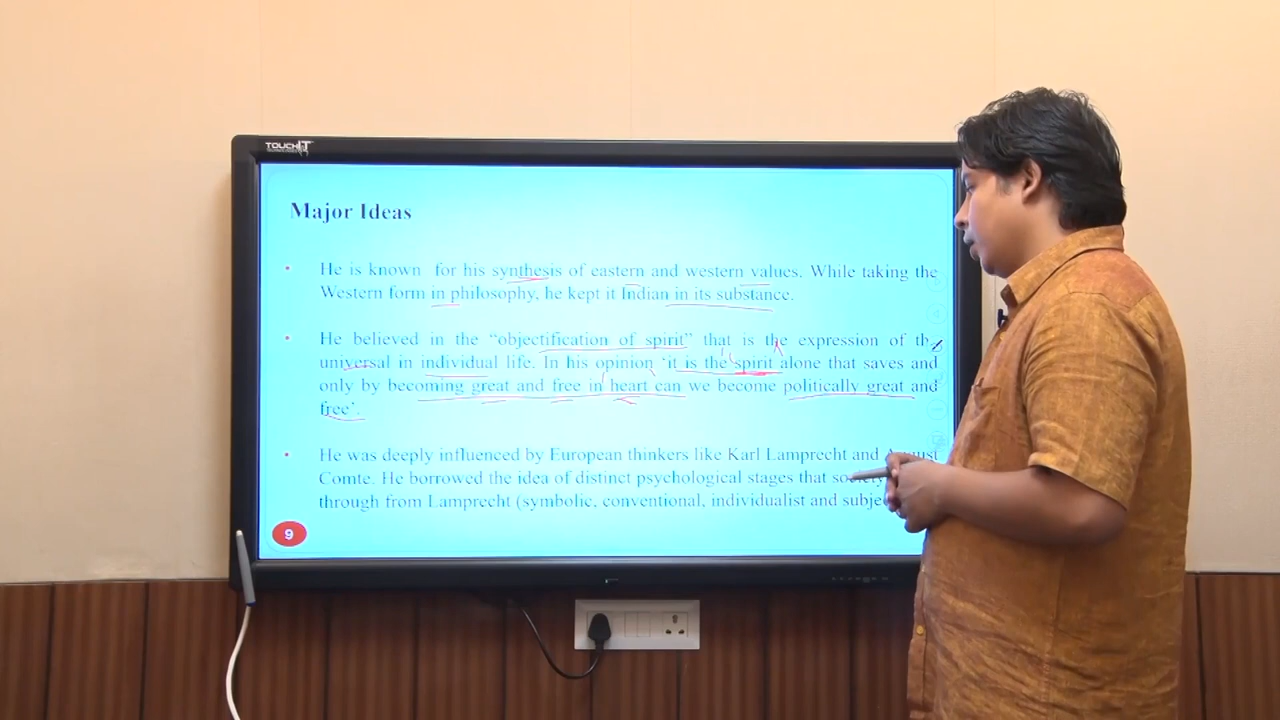 TOUCHIT
Major Ideas
• He is known for his synthesis of eastern and western values. While taking the
Western form in philosophy, he kept it Indian in its substance.
• He believed in the “objectification of spirit” that is the expression of the
universal in individual life. In his opinion ‘it is the spirit alone that saves and
only by becoming great and free in heart can we become politically great and
free’.
• He was deeply influenced by European thinkers like Karl Lamprecht and August
Comte. He borrowed the idea of distinct psychological stages that
through from Lamprecht (symbolic, conventional, individualist and
9